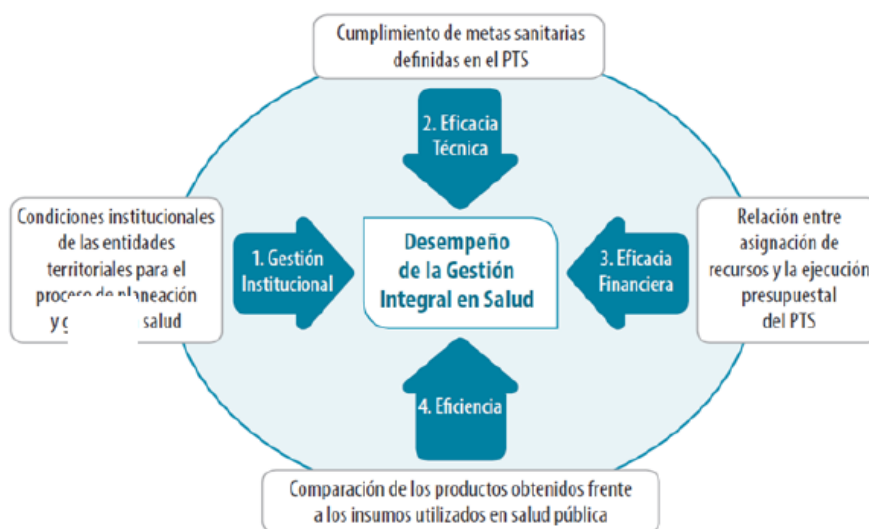 Cumplimiento de metas sanitarias
definidas en el PTS
2. Eficacia
Técnica
Condiciones institucionales
de las entidades
territoriales para el
proceso de planeación
y salud
1. Gestión
Institucional
Desempeño
de la Gestión
Integral en Salud
3. Eficacia
Financiera
Relación entre
asignación de
recursos y la ejecución
presupuestal
del PTS
4. Eficiencia
Comparación de los productos obtenidos frente
a los insumos utilizados en salud pública